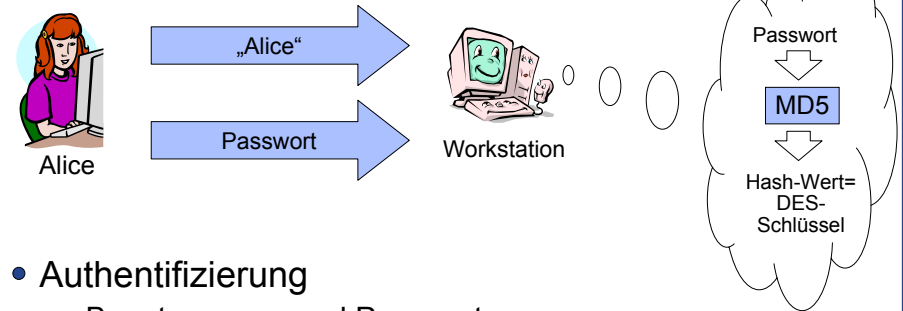 „Alice“
Passwort
Alice
Workstation
Passwort
MD5
Hash-Wert=
DES-
Schlüssel
• Authentifizierung